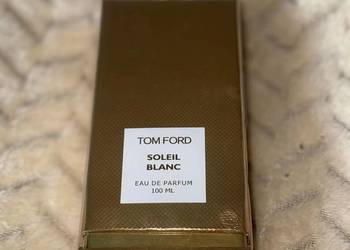 TOM FORD
SOLEIL
BLANC
EAU DE PARFUM
100 ML